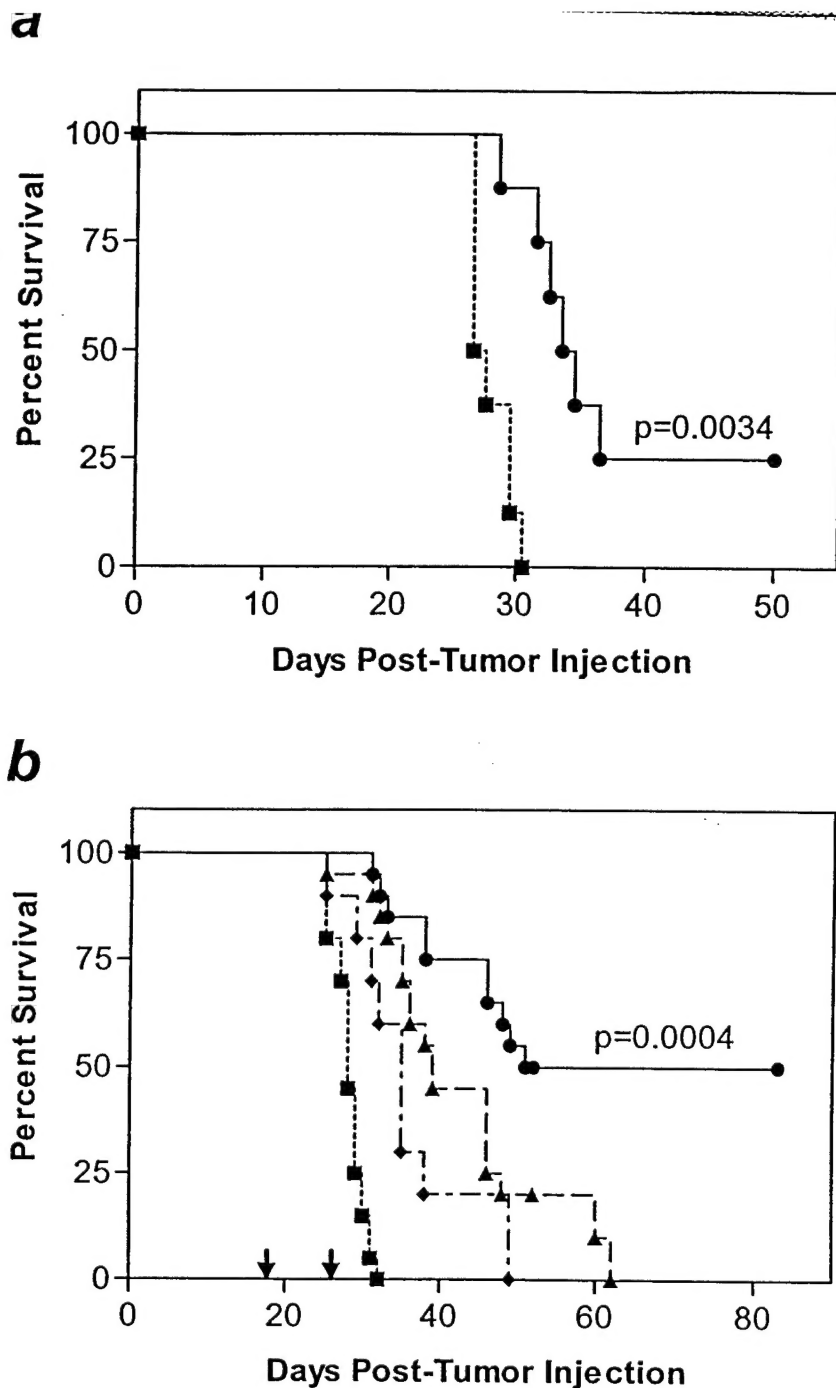 a
100
75
50
25
0
Percent Survival
p=0.0034
0 10 20 30 40 50
Days Post-Tumor Injection
b
100
75
50
25
0
Percent Survival
p=0.0004
0 20 40 60 80
Days Post-Tumor Injection